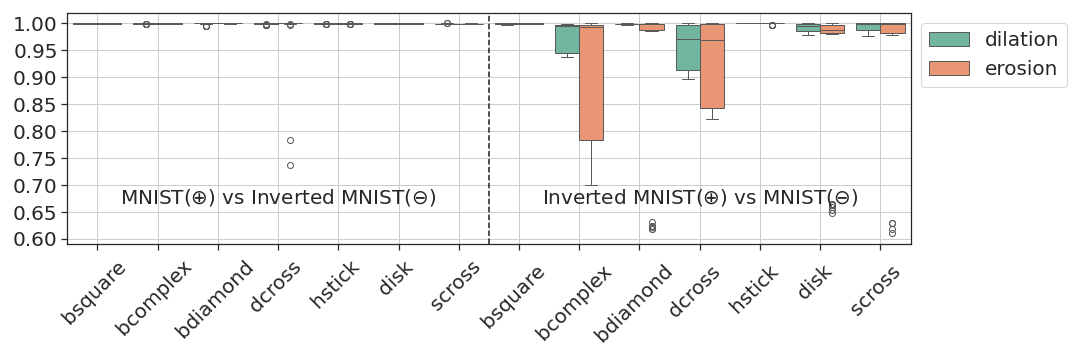 1.00
0.95
0.90
0.85
0.80
0.75
0.70
0.65
0.60
MNIST(⊕) vs Inverted MNIST(⊖)
Inverted MNIST(⊕) vs MNIST(⊖)
bsquare
bcomplex
bdiamond
dcross
hstick
disk
scross
bsquare
bcomplex
bdiamond
dcross
hstick
disk
scross
dilation
erosion